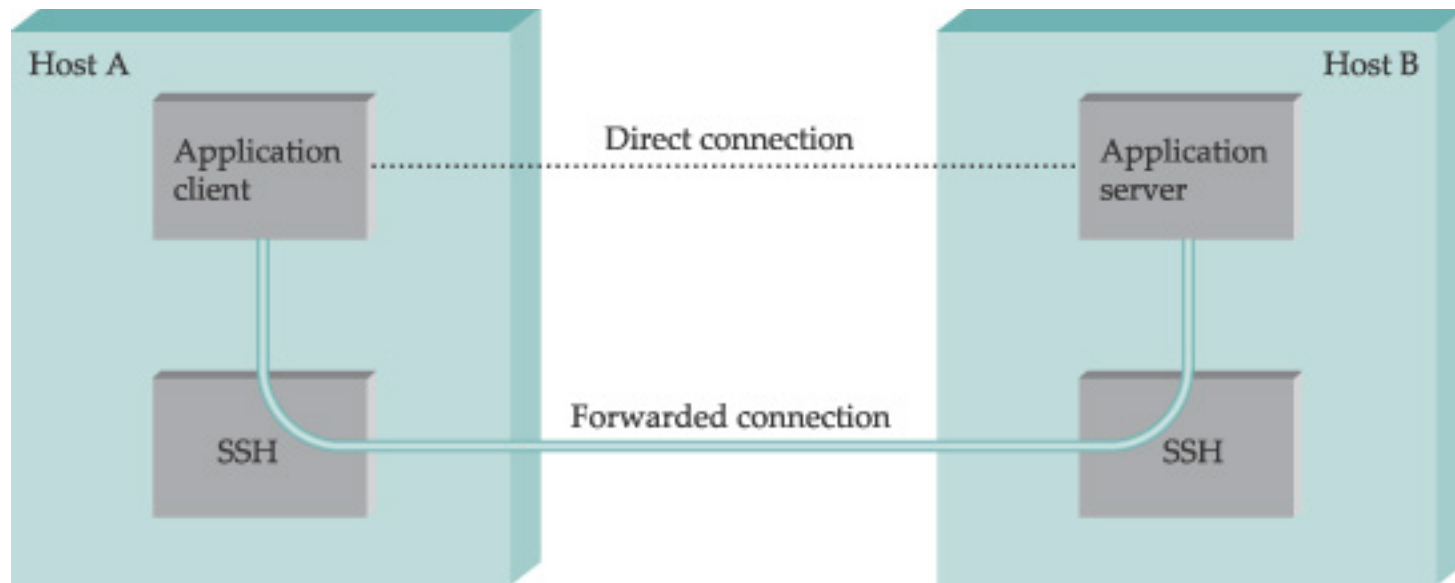 Host A
Host B
Application
client
Direct connection
Application
server
Forwarded connection
SSH
SSH